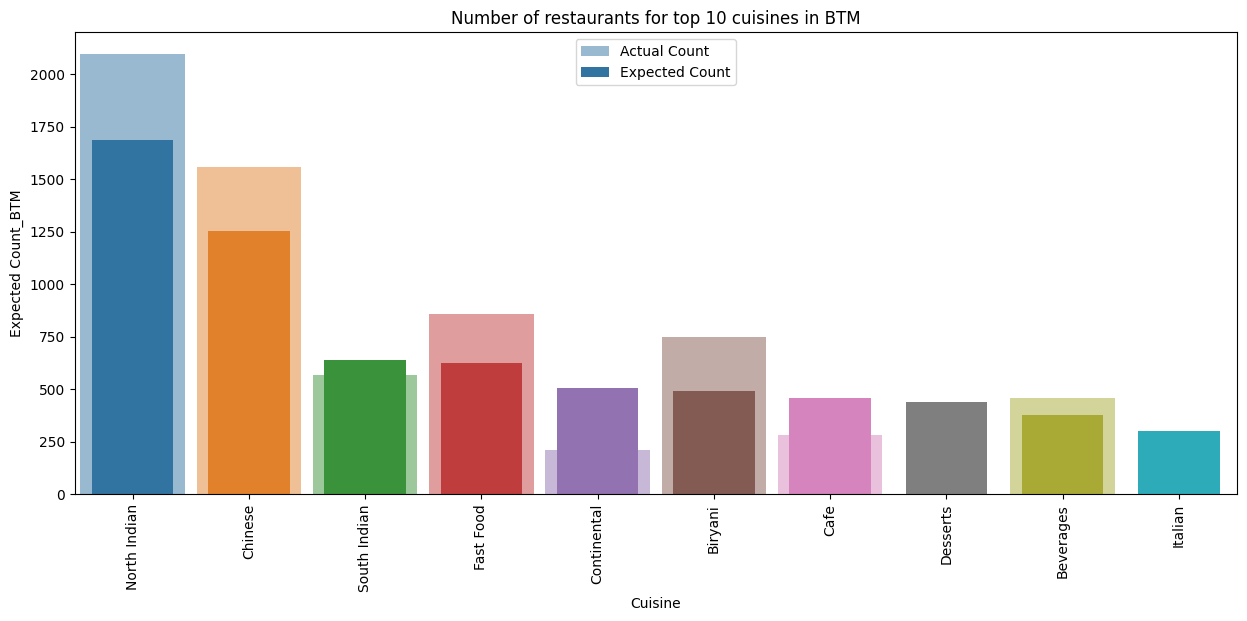 Number of restaurants for top 10 cuisines in BTM
Actual Count
Expected Count
Expected Count_BTM
2000
1750
1500
1250
1000
750
500
250
0
North Indian
Chinese
South Indian
Fast Food
Continental
Biryani
Cafe
Desserts
Beverages
Italian
Cuisine